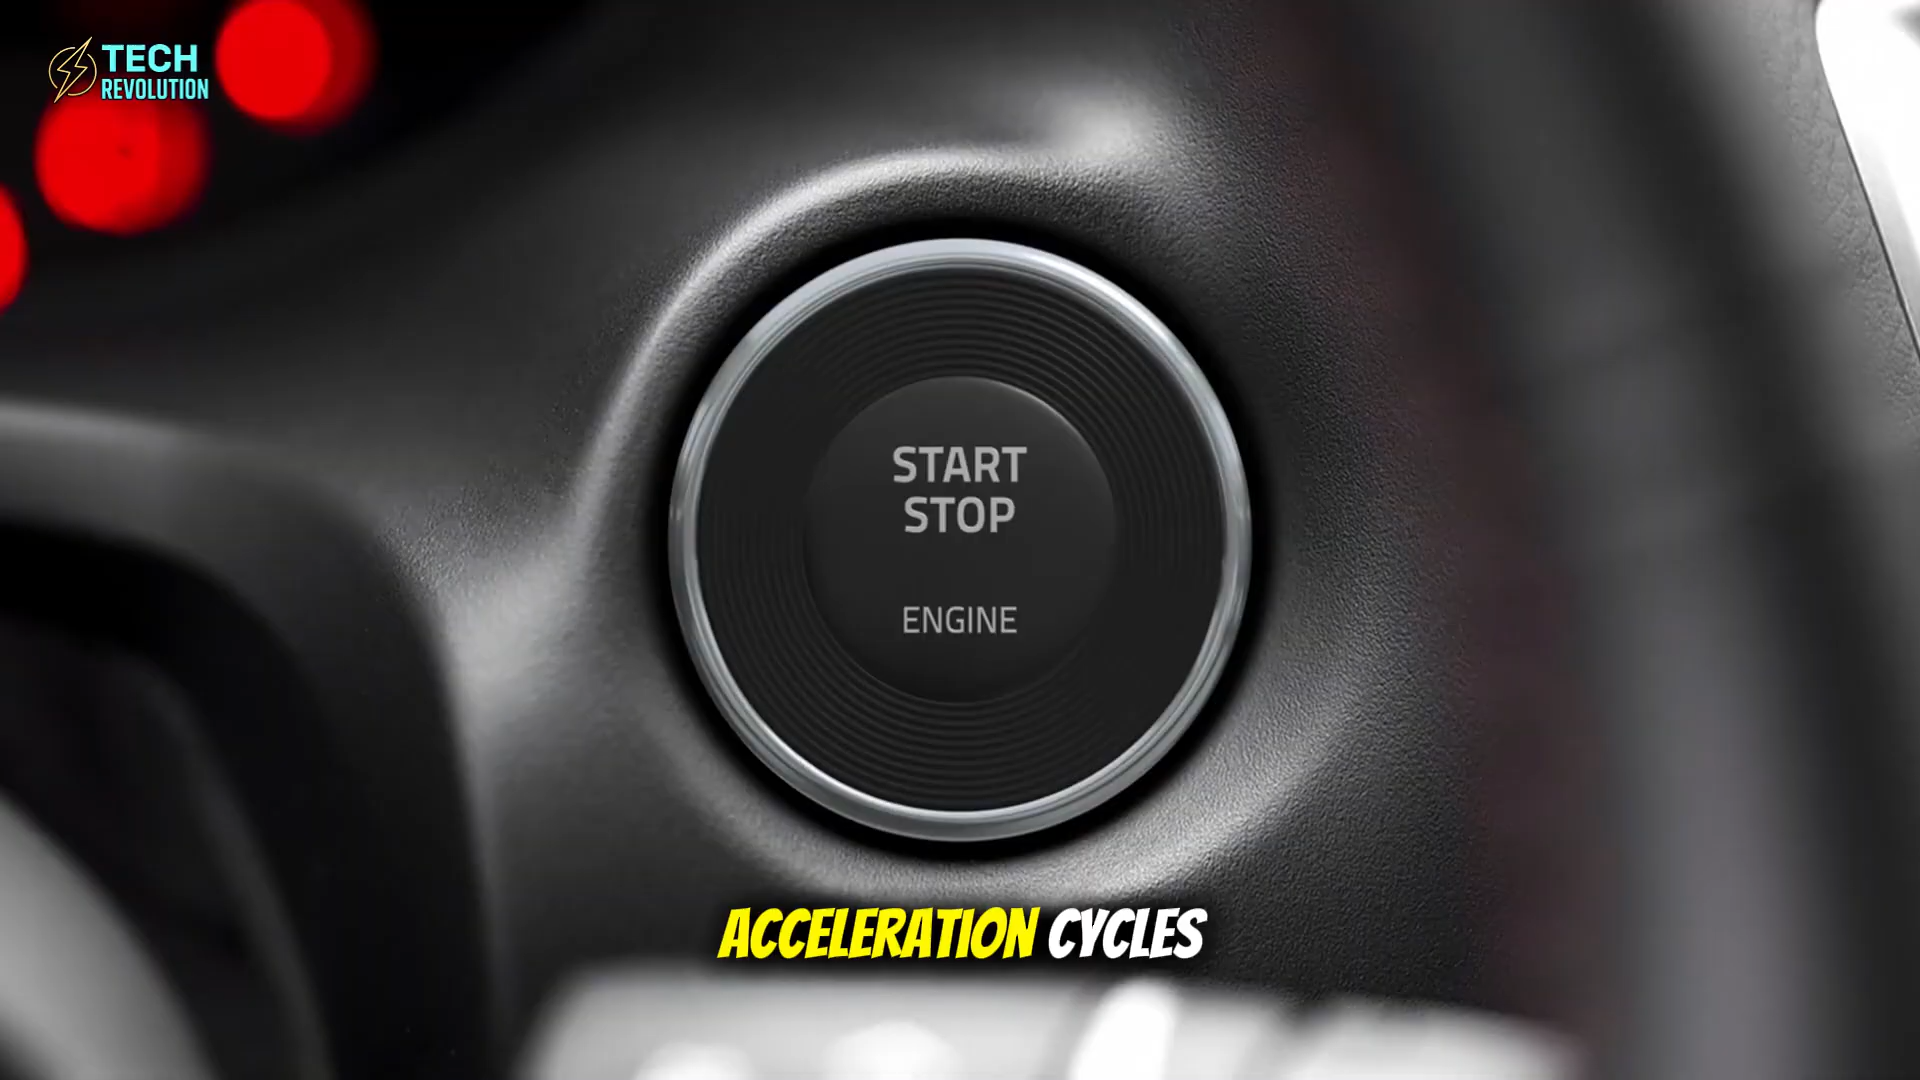 TECH
REVOLUTION
START
STOP
ENGINE
ACCELERATION CYCLES